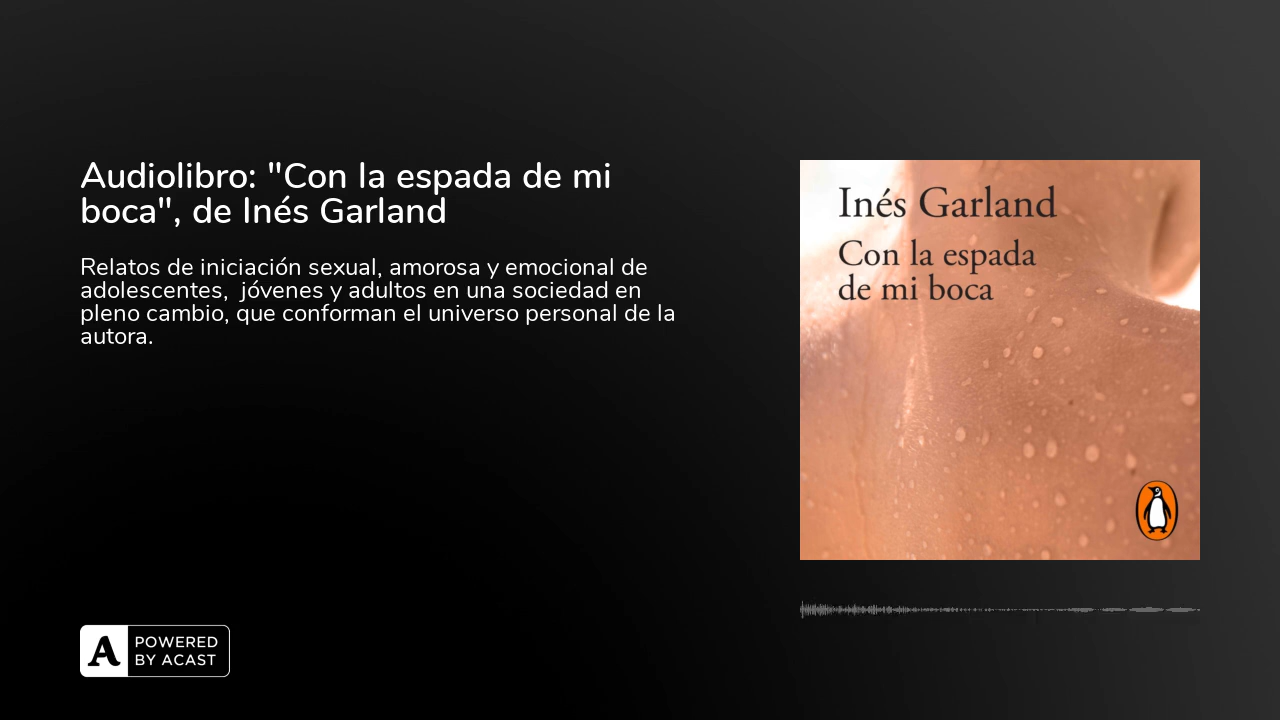 Audiolibro: "Con la espada de mi
boca", de Inés Garland
Relatos de iniciación sexual, amorosa y emocional de
adolescentes,  jóvenes y adultos en una sociedad en
pleno cambio, que conforman el universo personal de la
autora.
Inés Garland
Con la espada
de mi boca
A POWERED
BY ACAST